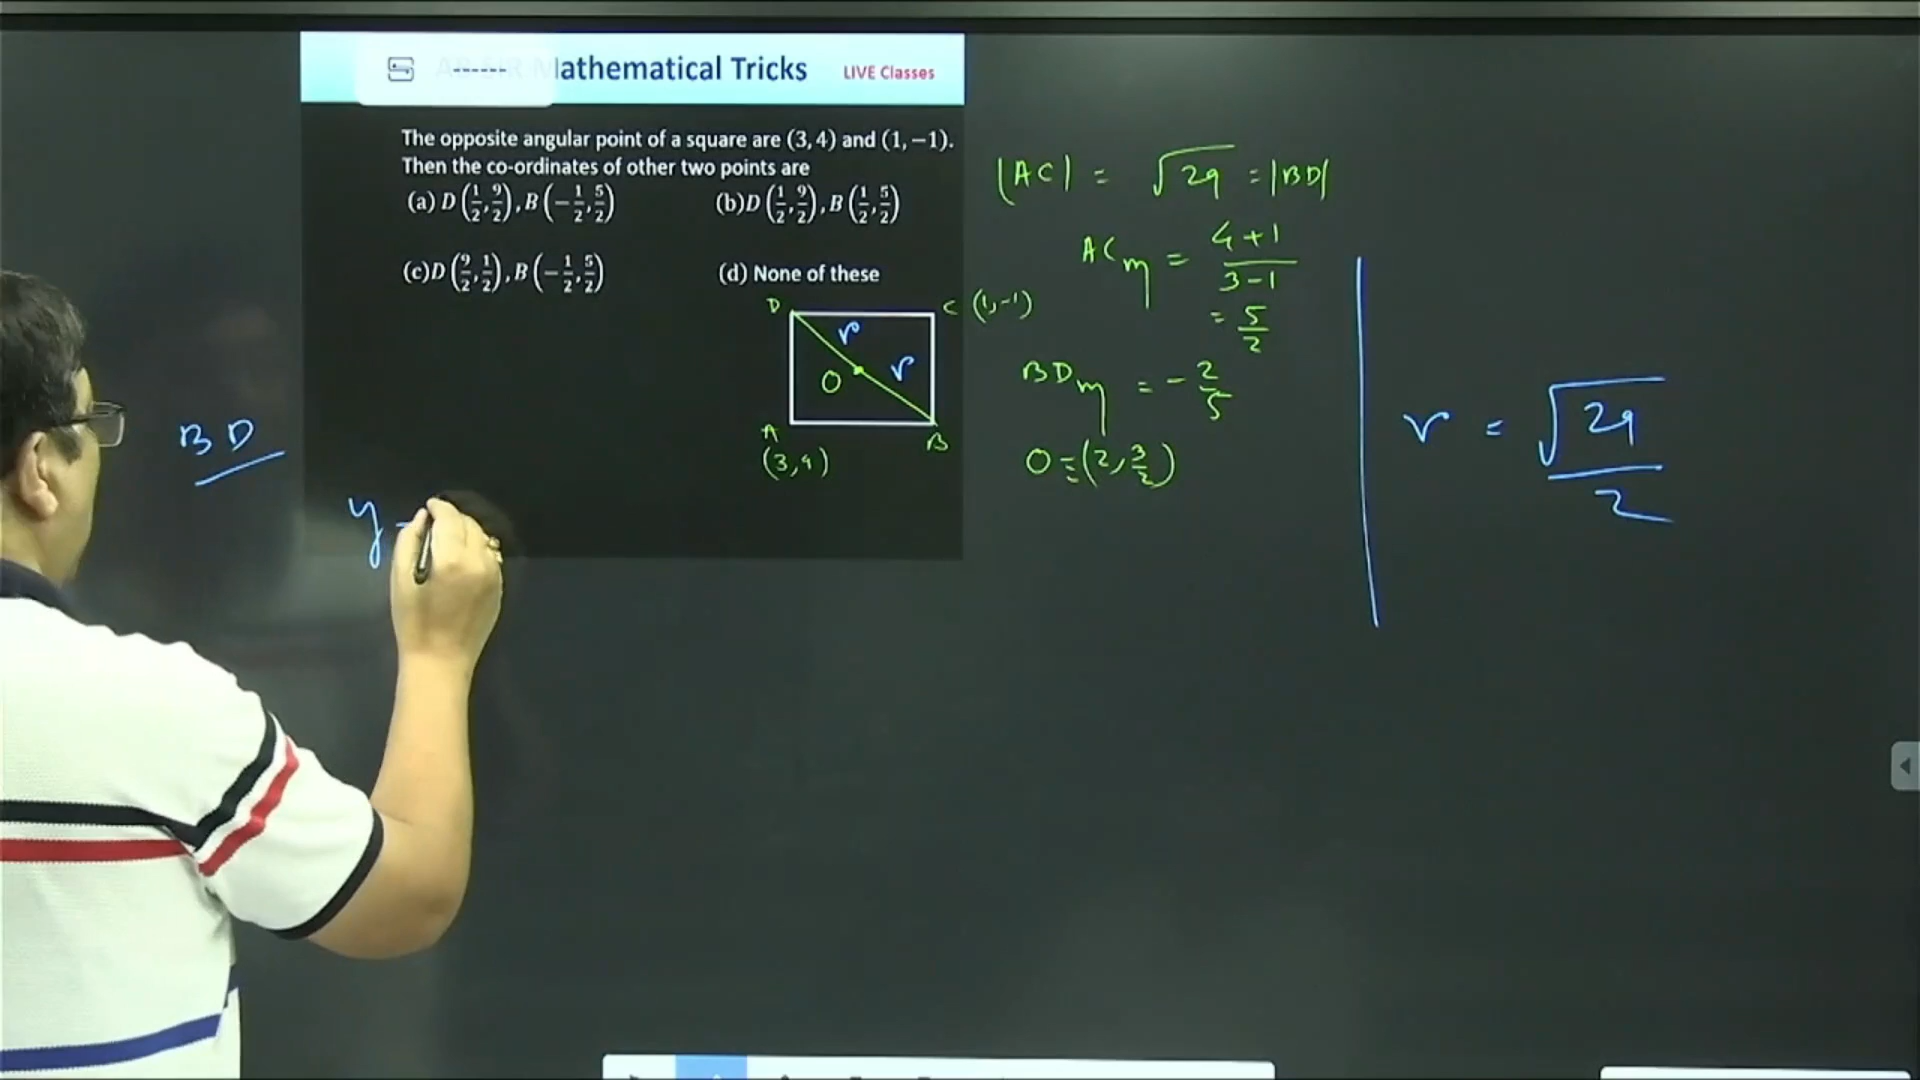 Mathematical Tricks LIVE Classes
The opposite angular point of a square are (3, 4) and (1, −1).
Then the co-ordinates of other two points are
(a) D (1/2, 9/2), B (−1/2, 5/2) (b)D (1/2, 9/2), B (1/2, 5/2)
(c)D (9/2, 1/2), B (−1/2, 5/2) (d) None of these
D C (1,-1)
r
r
O
A B
(3,4)
|AC| = √29 = |BD|
ACm = 4+1/3-1
= 5/2
BDm = -2/5
O ≡ (2, 3/2)
r = √29/2
BD
y -